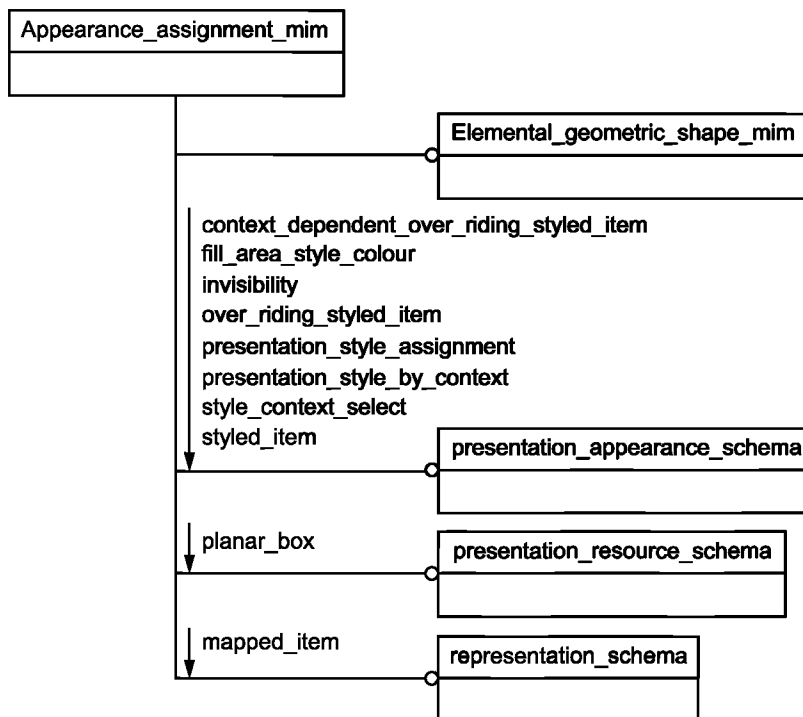 Appearance_assignment_mim
Elemental_geometric_shape_mim
context_dependent_over_riding_styled_item
fill_area_style_colour
invisibility
over_riding_styled_item
presentation_style_assignment
presentation_style_by_context
style_context_select
styled_item
presentation_appearance_schema
planar_box
presentation_resource_schema
mapped_item
representation_schema